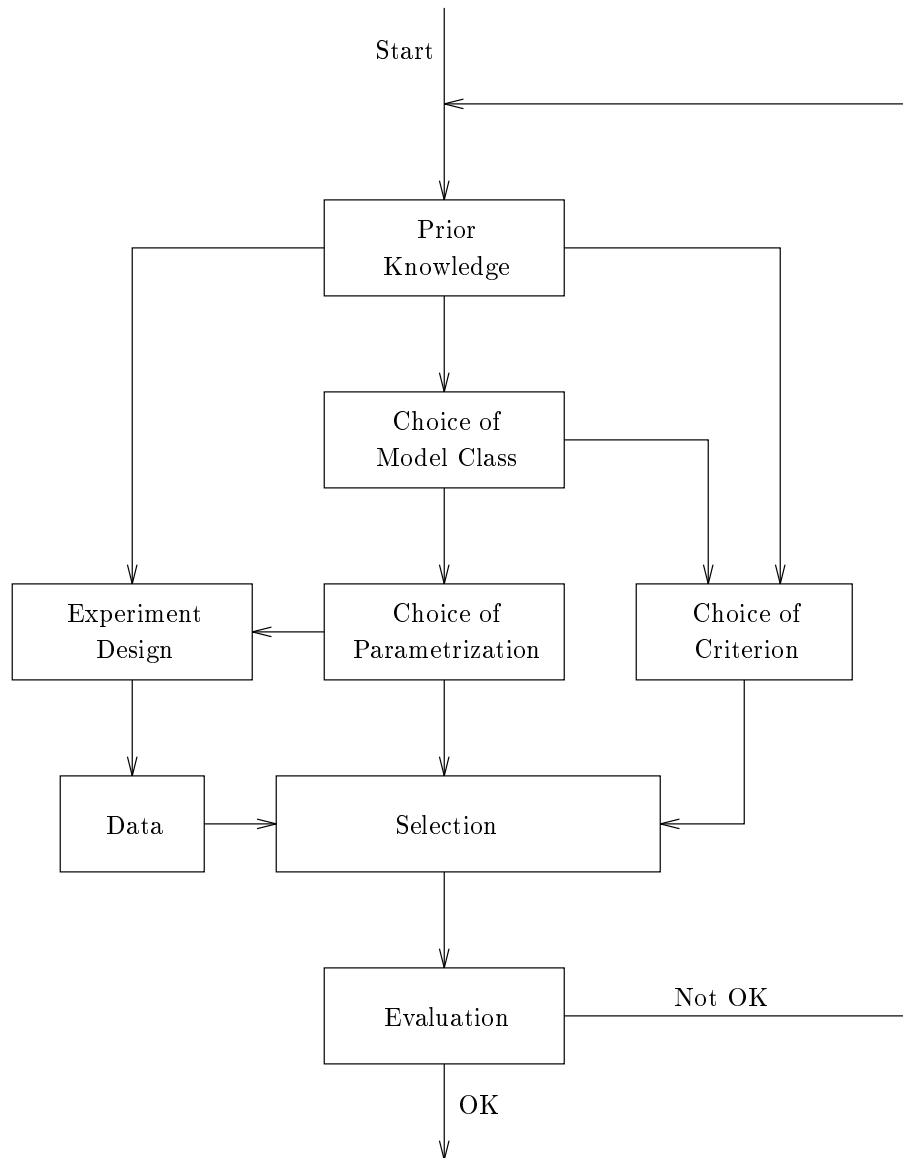 Start
Prior
Knowledge
Choice of
Model Class
Experiment
Design
Choice of
Parametrization
Choice of
Criterion
Data
Selection
Evaluation
Not OK
OK